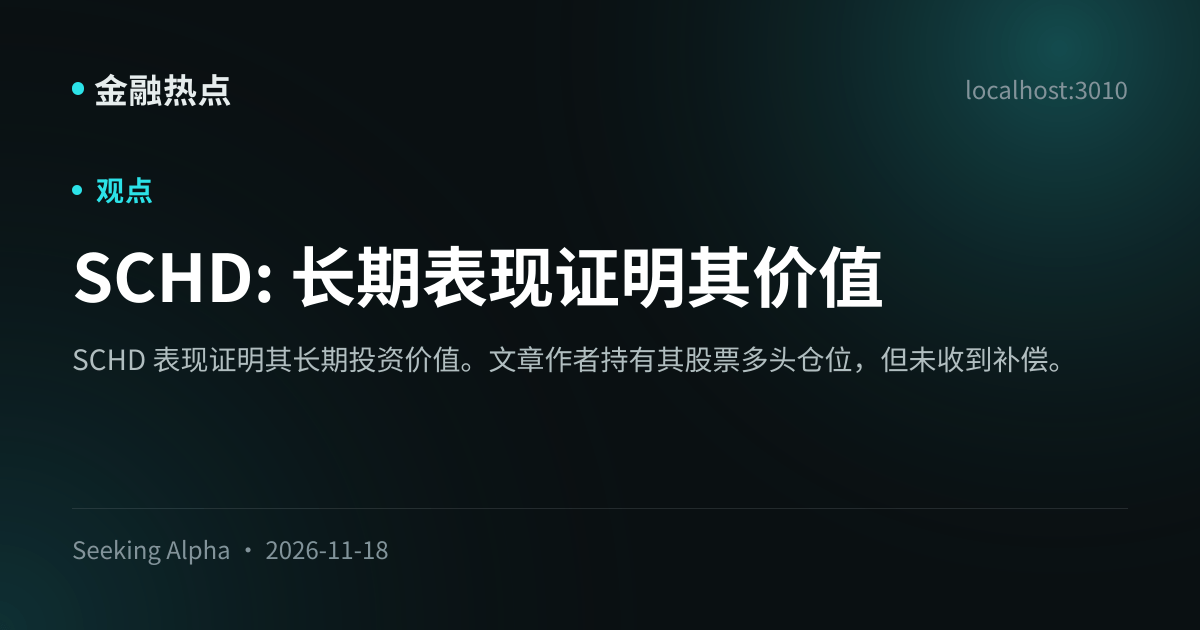 金融热点
localhost:3010
观点
SCHD: 长期表现证明其价值
SCHD 表现证明其长期投资价值。文章作者持有其股票多头仓位，但未收到补偿。
Seeking Alpha · 2026-11-18